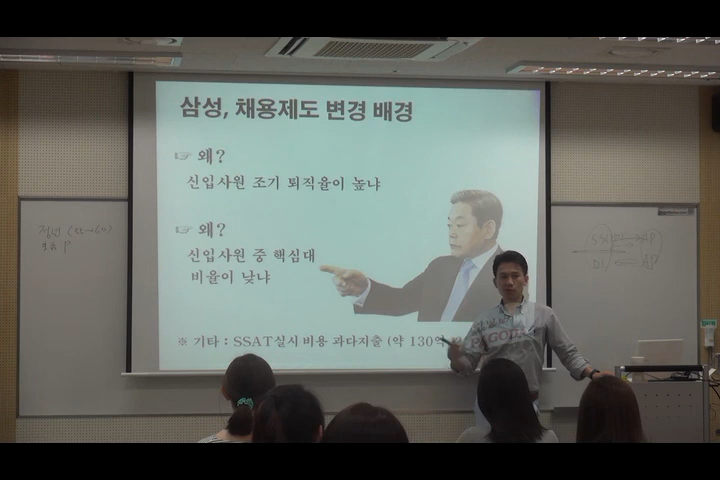 삼성, 채용제도 변경 배경
☞ 왜?
신입사원 조기 퇴직율이 높냐
☞ 왜?
신입사원 중 핵심대
비율이 낮냐
※ 기타 : SSAT실시 비용 과다지출 (약 130억